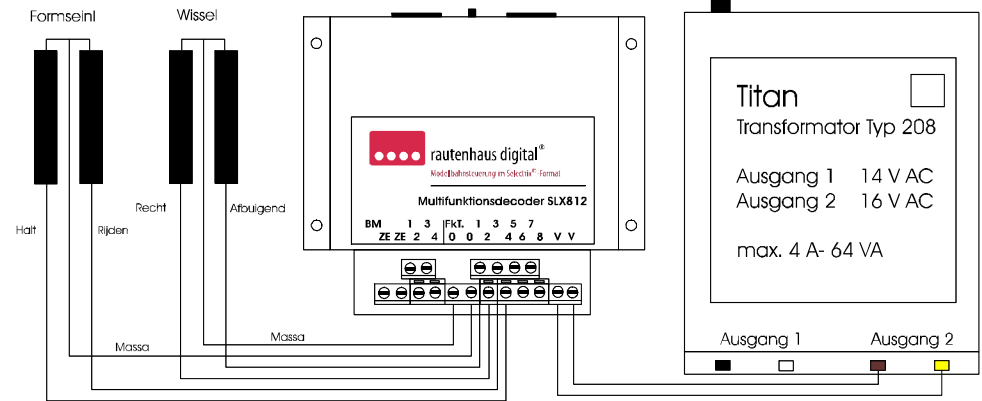 Formseinl
Wissel
Recht
Afbuigend
Halt
Rijden
Massa
Massa
rautenhaus digital®
Modellbahnsteuerung im Selectrix®-Format
Multifunktionsdecoder SLX812
BM 1 3 FkT. 1 3 5 7
ZE ZE 2 4 0 0 2 4 6 8 V V
Titan
Transformator Typ 208
Ausgang 1 14 V AC
Ausgang 2 16 V AC
max. 4 A- 64 VA
Ausgang 1 Ausgang 2